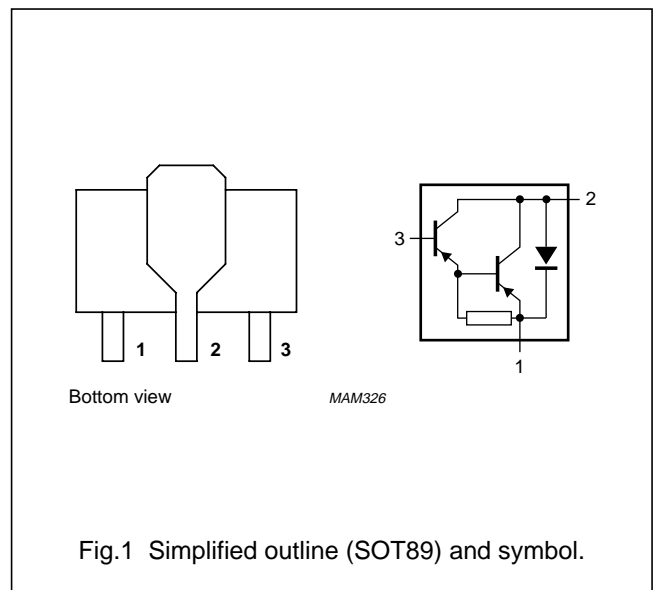 2
3
1
1 2 3
Bottom view
MAM326
Fig.1 Simplified outline (SOT89) and symbol.